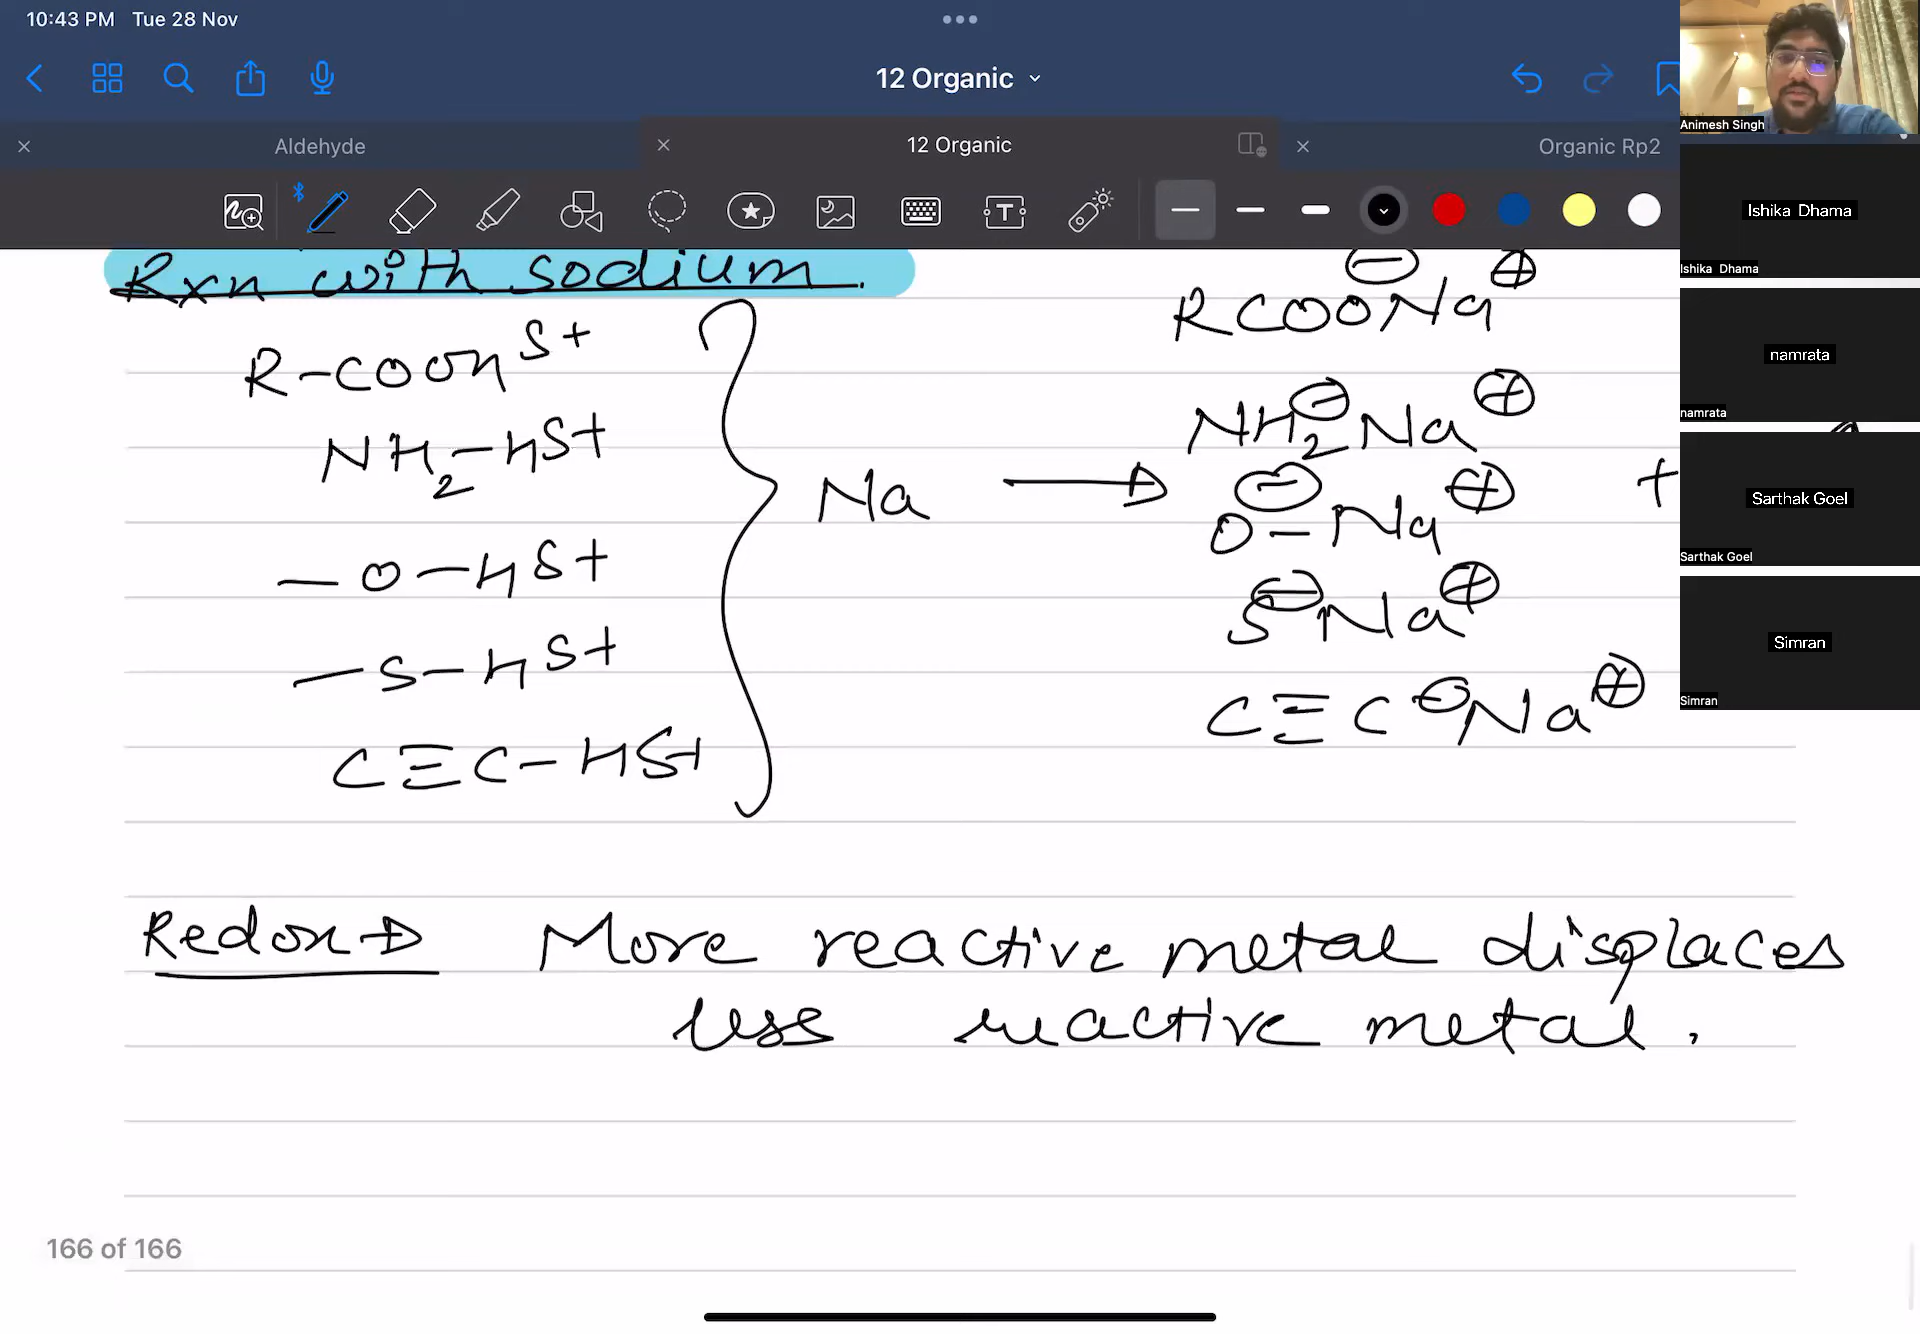 10:43 PM Tue 28 Nov
12 Organic
Aldehyde
12 Organic
Organic Rp2
Animesh Singh
Ishika Dhama
Ishika Dhama
namrata
namrata
Sarthak Goel
Sarthak Goel
Simran
Simran
Rxn with sodium.
R-COOH δ+
NH₂-H δ+
-O-H δ+
-S-H δ+
C≡C-H δ+
Na →
RCOO⊖Na⊕
NH₂⊖Na⊕
O⊖-Na⊕ +
S⊖Na⊕
C≡C⊖Na⊕
Redox → More reactive metal displaces
less reactive metal.
166 of 166